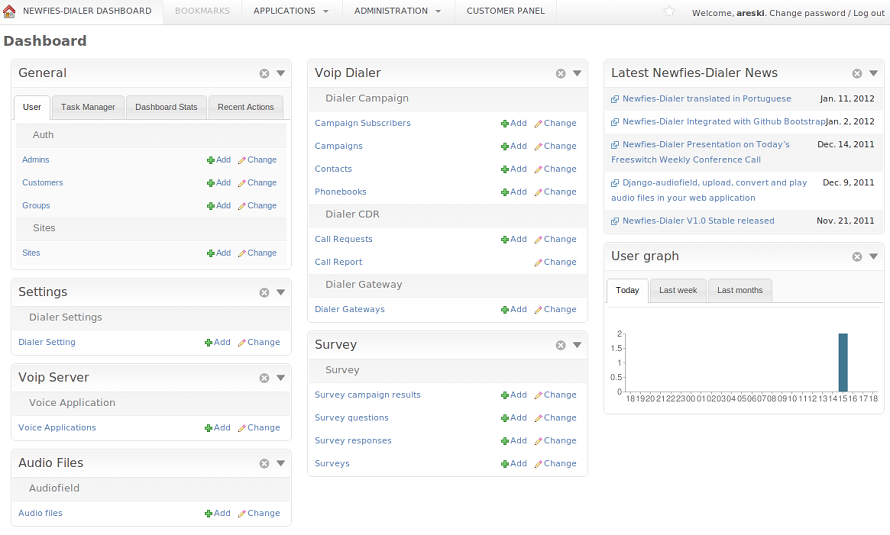 NEWFIES-DIALER DASHBOARD BOOKMARKS APPLICATIONS ADMINISTRATION CUSTOMER PANEL Welcome, areski. Change password / Log out
Dashboard
General
User Task Manager Dashboard Stats Recent Actions
Auth
Admins Add Change
Customers Add Change
Groups Add Change
Sites
Sites Add Change
Settings
Dialer Settings
Dialer Setting Add Change
Voip Server
Voice Application
Voice Applications Add Change
Audio Files
Audiofield
Audio files Add Change
Voip Dialer
Dialer Campaign
Campaign Subscribers Add Change
Campaigns Add Change
Contacts Add Change
Phonebooks Add Change
Dialer CDR
Call Requests Add Change
Call Report Change
Dialer Gateway
Dialer Gateways Add Change
Survey
Survey
Survey campaign results Add Change
Survey questions Add Change
Survey responses Add Change
Surveys Add Change
Latest Newfies-Dialer News
Newfies-Dialer translated in Portuguese Jan. 11, 2012
Newfies-Dialer Integrated with Github Bootstrap Jan. 2, 2012
Newfies-Dialer Presentation on Today's Dec. 14, 2011
Freeswitch Weekly Conference Call
Django-audiofield, upload, convert and play Dec. 9, 2011
audio files in your web application
Newfies-Dialer V1.0 Stable released Nov. 21, 2011
User graph
Today Last week Last months
2
1.5
1
0.5
0
18 19 20 21 22 23 00 01 02 03 04 05 06 07 08 09 10 11 12 13 14 15 16 17 18